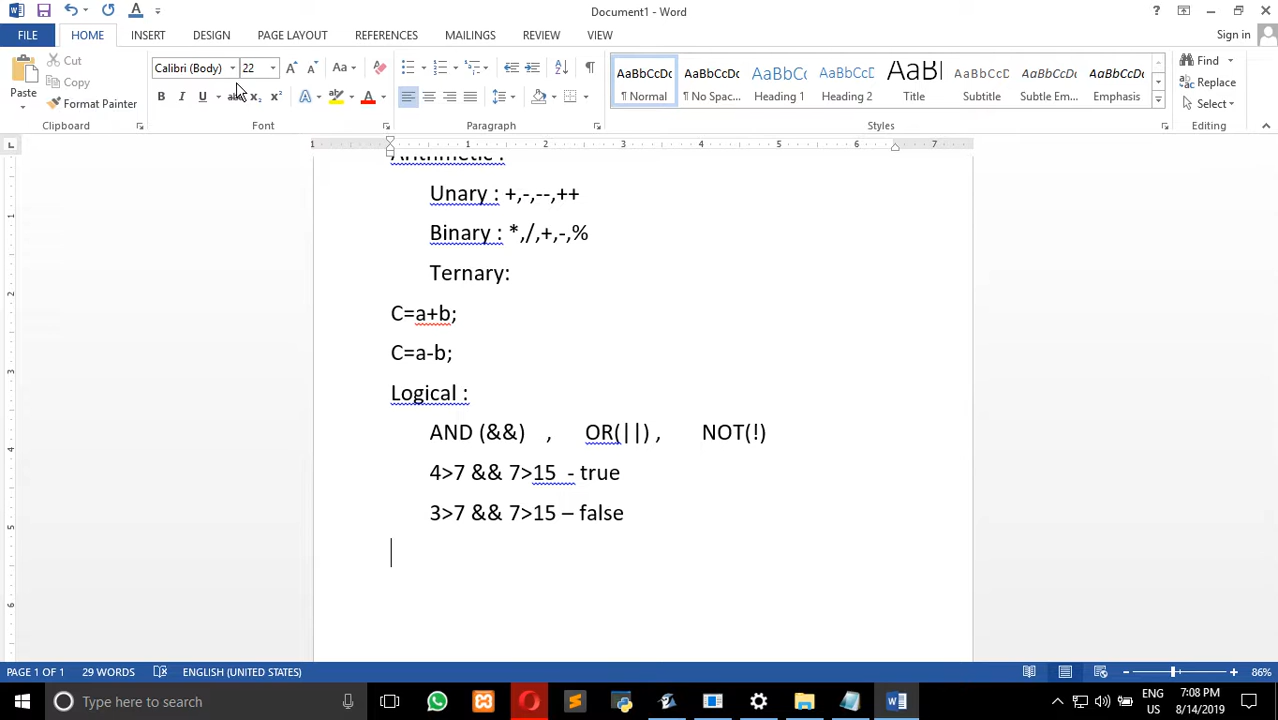 Document1 - Word
Sign in
FILE
HOME
INSERT
DESIGN
PAGE LAYOUT
REFERENCES
MAILINGS
REVIEW
VIEW
Paste
Cut
Copy
Format Painter
Clipboard
Calibri (Body)
22
Font
Paragraph
AaBbCcDc
¶ Normal
AaBbCcDc
¶ No Spac...
AaBbCc
Heading 1
AaBbCcC
Heading 2
AaBl
Title
AaBbCcC
Subtitle
AaBbCcDc
Subtle Em...
AaBbCcDc
Emphasis
Styles
Find
Replace
Select
Editing
Arithmetic :
Unary : +,-,--,++
Binary : *,/,+,-,%
Ternary:
C=a+b;
C=a-b;
Logical :
AND (&&) , OR(||) , NOT(!)
4>7 && 7>15 - true
3>7 && 7>15 – false
PAGE 1 OF 1
29 WORDS
ENGLISH (UNITED STATES)
86%
Type here to search
ENG
US
7:08 PM
8/14/2019